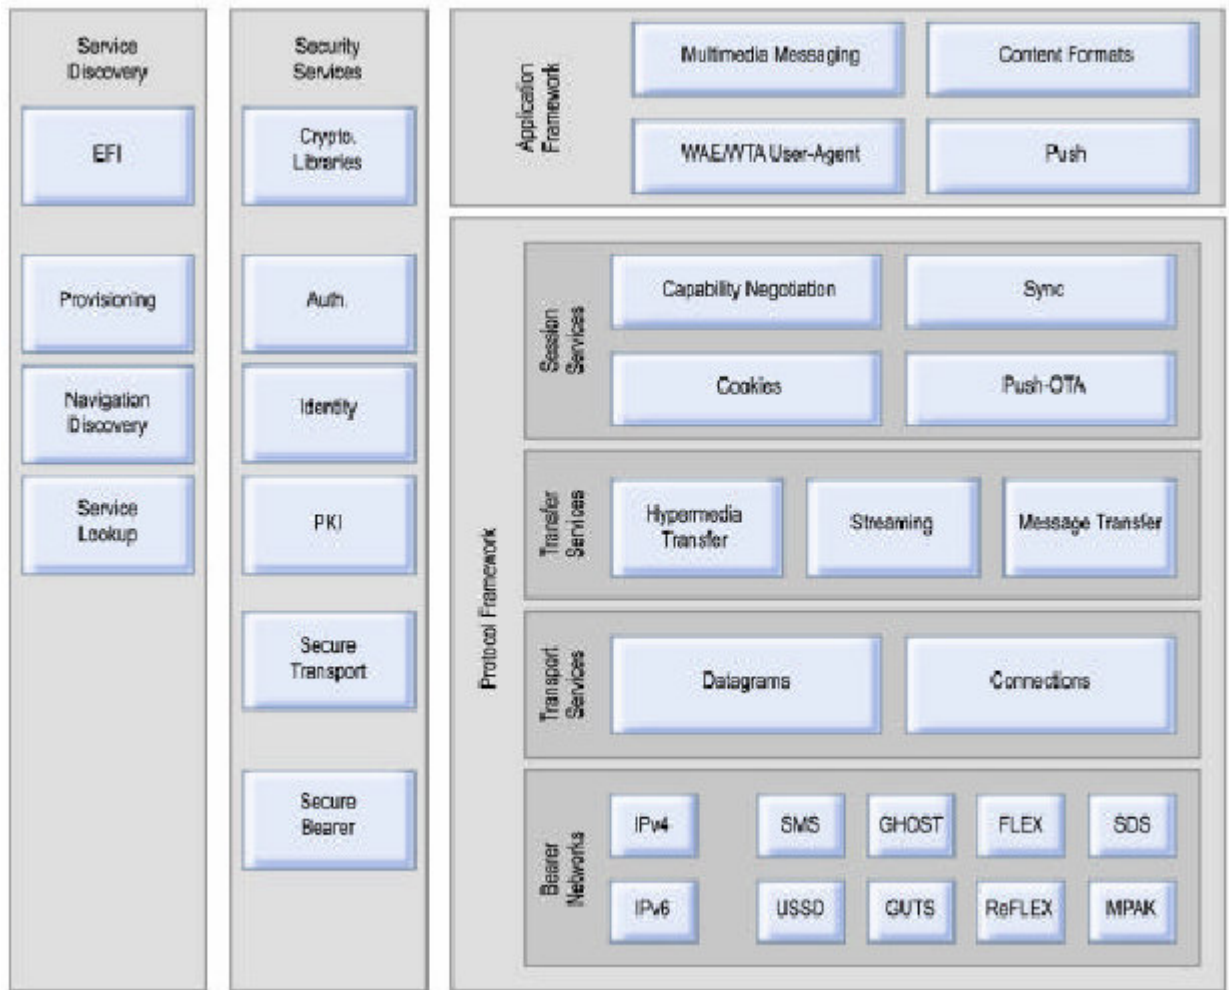 Service
Discovery
EFI
Provisioning
Navigation
Discovery
Service
Lookup
Security
Services
Crypto.
Libraries
Auth.
Identity
PKI
Secure
Transport
Secure
Bearer
Application
Framework
Multimedia Messaging
Content Formats
WAE/WTA User-Agent
Push
Protocol Framework
Session
Services
Capability Negotiation
Sync
Cookies
Push-OTA
Transfer
Services
Hypermedia
Transfer
Streaming
Message Transfer
Transport
Services
Datagrams
Connections
Bearer
Networks
IPv4
SMS
GHOST
FLEX
SDS
IPv6
USSD
GUTS
ReFLEX
MPAK